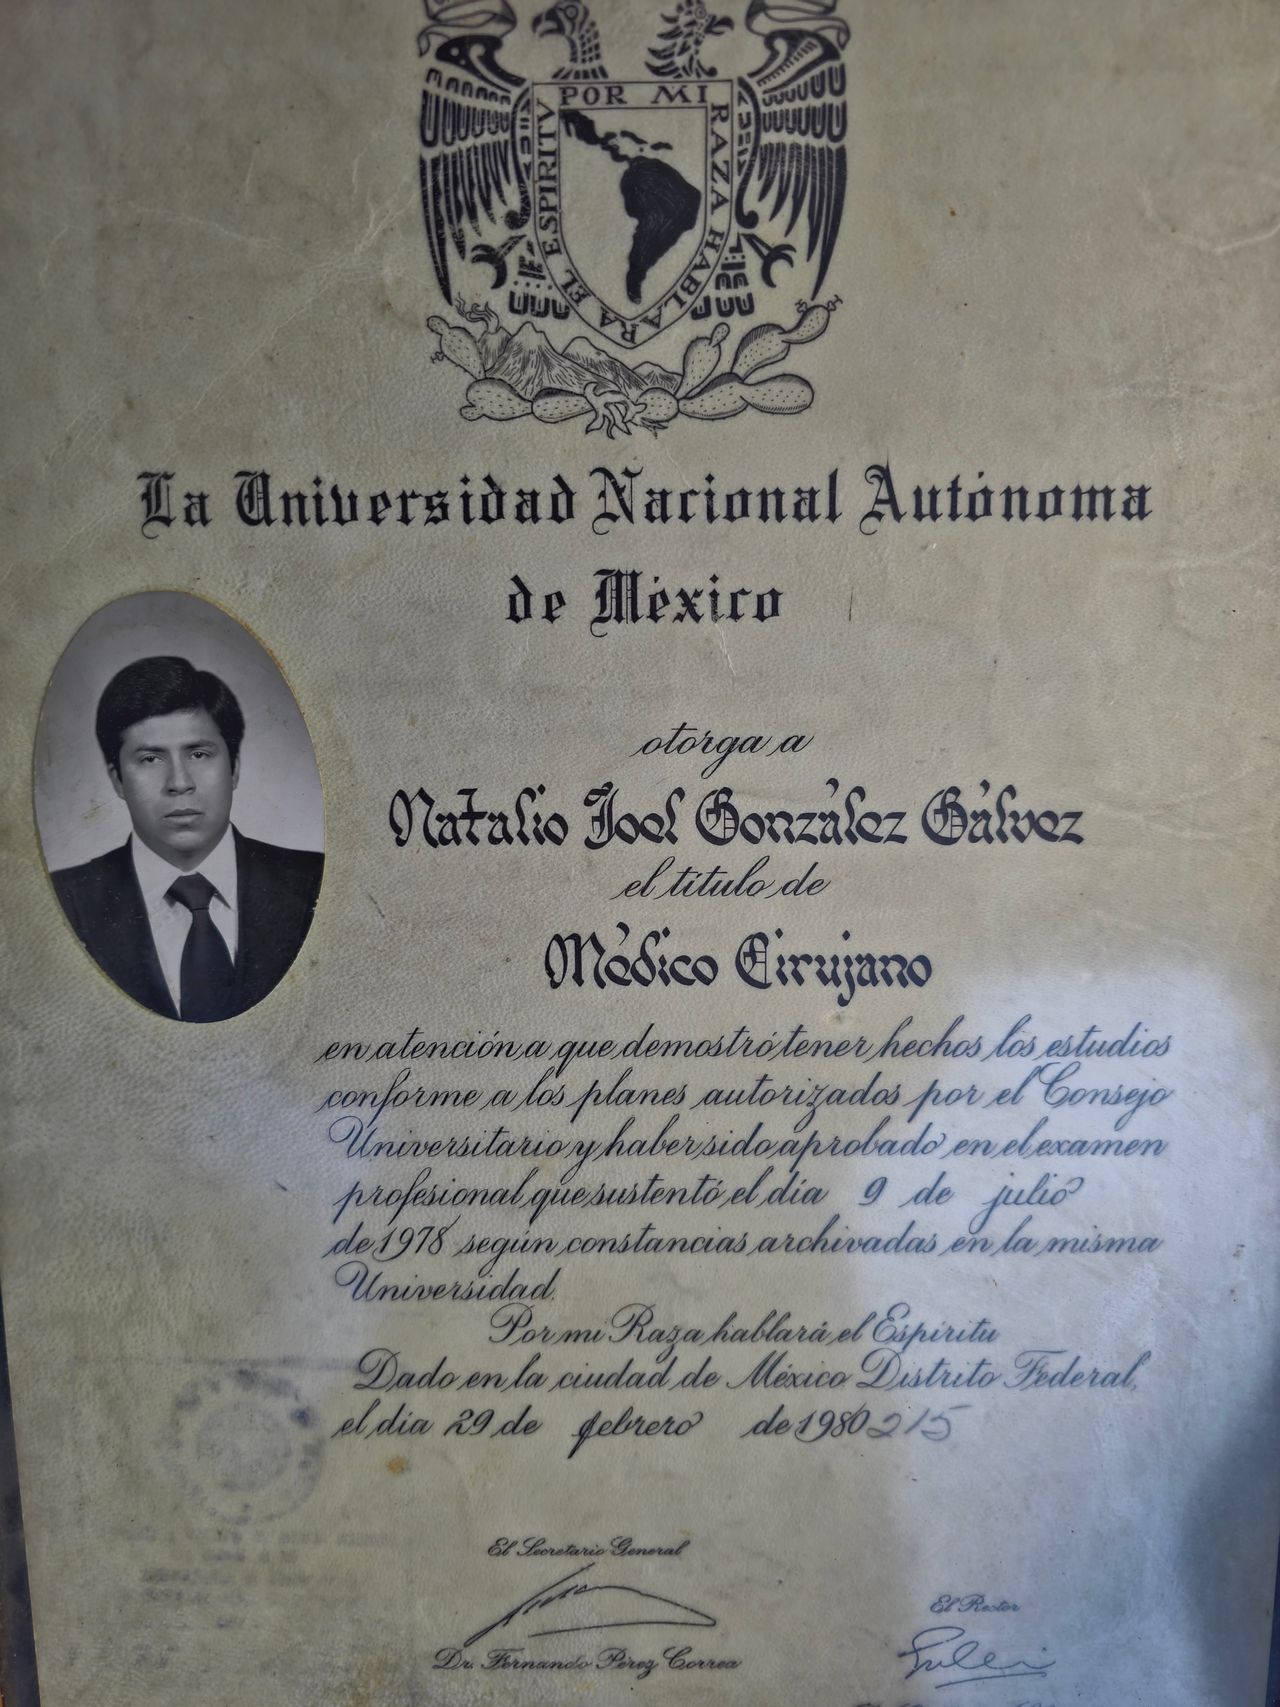 POR MI RAZA HABLARA EL ESPIRITV
La Universidad Nacional Autónoma
de México
otorga a
Natalio Joel González Gálvez
el título de
Médico Cirujano
en atención a que demostró tener hechos los estudios
conforme a los planes autorizados por el Consejo
Universitario y haber sido aprobado en el examen
profesional que sustentó el día 9 de julio
de 1978 según constancias archivadas en la misma
Universidad.
Por mi Raza hablará el Espíritu
Dado en la ciudad de México Distrito Federal,
el día 29 de febrero de 1980 215
El Secretario General
Dr. Fernando Pérez Correa
El Rector